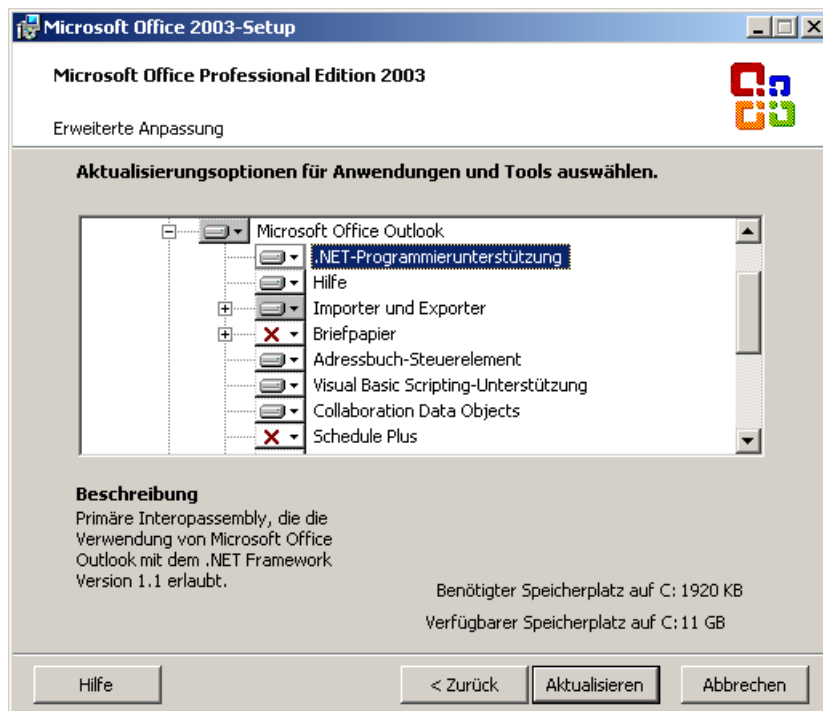 Microsoft Office 2003-Setup
Microsoft Office Professional Edition 2003
Erweiterte Anpassung
Aktualisierungsoptionen für Anwendungen und Tools auswählen.
Microsoft Office Outlook
.NET-Programmierunterstützung
Hilfe
Importer und Exporter
Briefpapier
Adressbuch-Steuerelement
Visual Basic Scripting-Unterstützung
Collaboration Data Objects
Schedule Plus
Beschreibung
Primäre Interopassembly, die die
Verwendung von Microsoft Office
Outlook mit dem .NET Framework
Version 1.1 erlaubt.
Benötigter Speicherplatz auf C: 1920 KB
Verfügbarer Speicherplatz auf C: 11 GB
Hilfe
< Zurück
Aktualisieren
Abbrechen